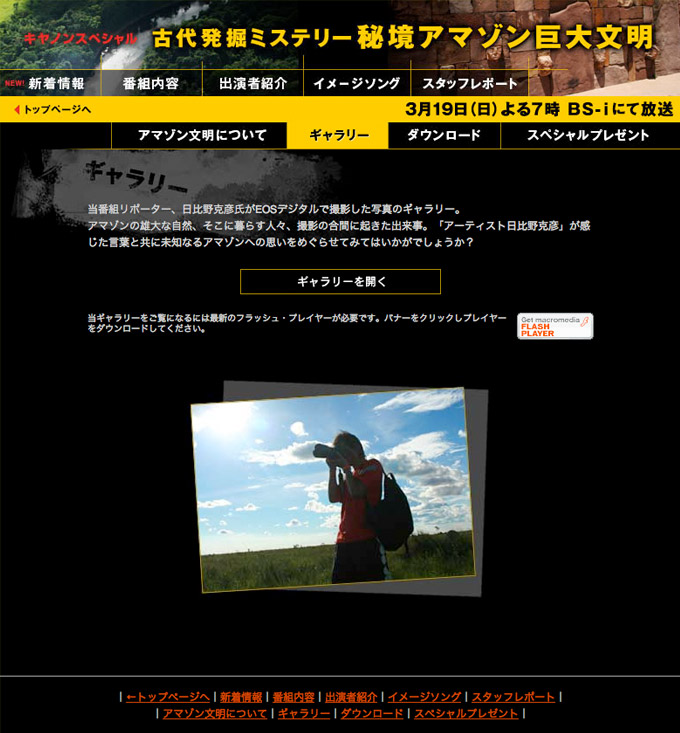 キヤノンスペシャル 古代発掘ミステリー 秘境アマゾン巨大文明
NEW! 新着情報 番組内容 出演者紹介 イメージソング スタッフレポート
トップページへ 3月19日(日)よる7時 BS-iにて放送
アマゾン文明について ギャラリー ダウンロード スペシャルプレゼント
ギャラリー
当番組リポーター、日比野克彦氏がEOSデジタルで撮影した写真のギャラリー。
アマゾンの雄大な自然、そこに暮らす人々、撮影の合間に起きた出来事。「アーティスト日比野克彦」が感
じた言葉と共に未知なるアマゾンへの思いをめぐらせてみてはいかがでしょうか？
ギャラリーを開く
当ギャラリーをご覧になるには最新のフラッシュ・プレイヤーが必要です。バナーをクリックしプレイヤー
をダウンロードしてください。
Get macromedia
FLASH
PLAYER
| ←トップページへ | 新着情報 | 番組内容 | 出演者紹介 | イメージソング | スタッフレポート |
| アマゾン文明について | ギャラリー | ダウンロード | スペシャルプレゼント |